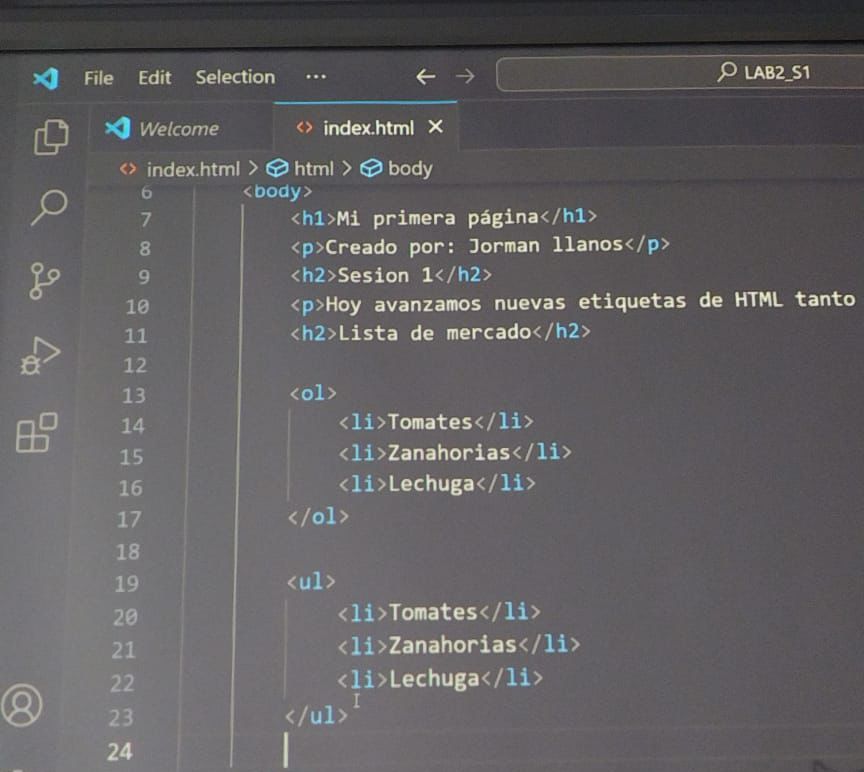 File Edit Selection ··· LAB2_S1
Welcome index.html
index.html > html > body
6 <body>
7 <h1>Mi primera página</h1>
8 <p>Creado por: Jorman llanos</p>
9 <h2>Sesion 1</h2>
10 <p>Hoy avanzamos nuevas etiquetas de HTML tanto
11 <h2>Lista de mercado</h2>
12
13 <ol>
14 <li>Tomates</li>
15 <li>Zanahorias</li>
16 <li>Lechuga</li>
17 </ol>
18
19 <ul>
20 <li>Tomates</li>
21 <li>Zanahorias</li>
22 <li>Lechuga</li>
23 </ul>
24